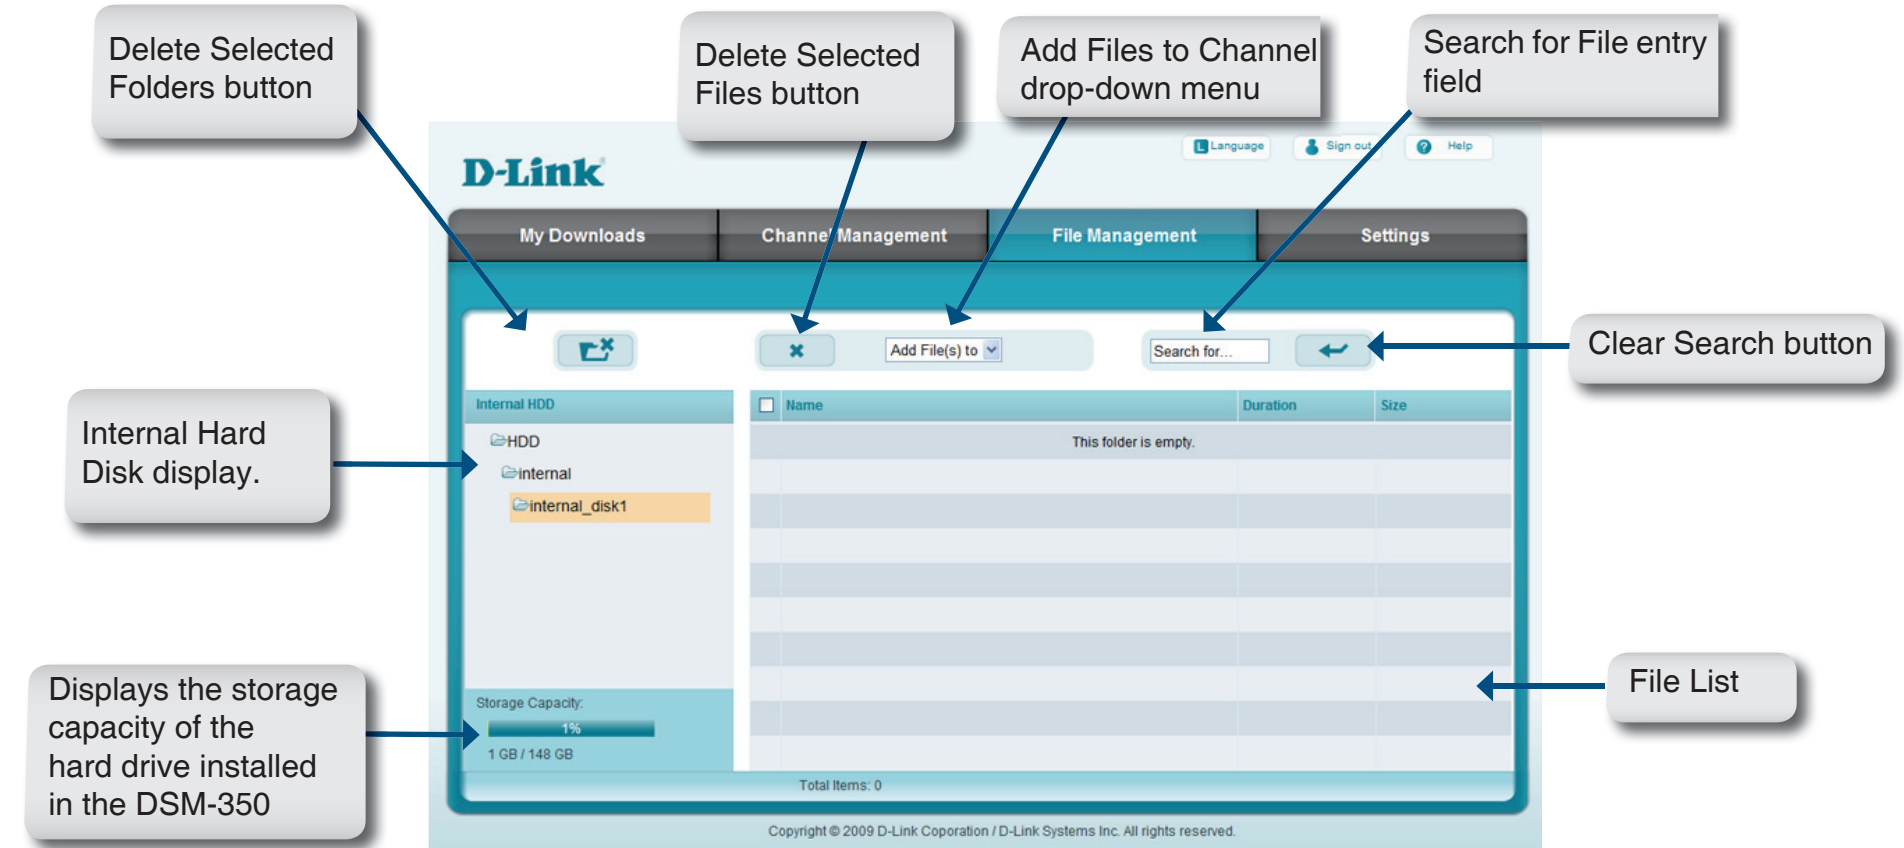 Delete Selected
Folders button
Delete Selected
Files button
Add Files to Channel
drop-down menu
Search for File entry
field
D-Link
Language
Sign out
Help
My Downloads
Channel Management
File Management
Settings
Add File(s) to
Search for...
Clear Search button
Internal HDD
Name
Duration
Size
Internal Hard
Disk display.
HDD
internal
internal_disk1
This folder is empty.
Displays the storage
capacity of the
hard drive installed
in the DSM-350
Storage Capacity:
1%
1 GB / 148 GB
File List
Total Items: 0
Copyright © 2009 D-Link Coporation / D-Link Systems Inc. All rights reserved.